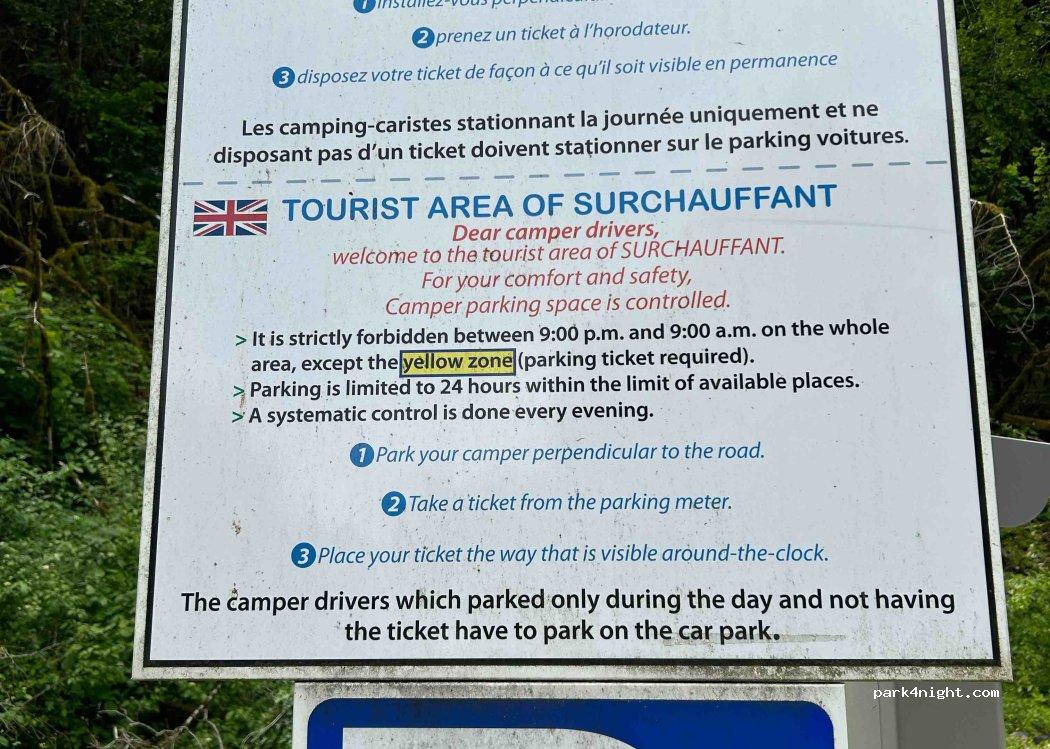 1 Installez-vous
2 prenez un ticket à l'horodateur.
3 disposez votre ticket de façon à ce qu'il soit visible en permanence
Les camping-caristes stationnant la journée uniquement et ne
disposant pas d'un ticket doivent stationner sur le parking voitures.
TOURIST AREA OF SURCHAUFFANT
Dear camper drivers,
welcome to the tourist area of SURCHAUFFANT.
For your comfort and safety,
Camper parking space is controlled.
> It is strictly forbidden between 9:00 p.m. and 9:00 a.m. on the whole
area, except the yellow zone (parking ticket required).
> Parking is limited to 24 hours within the limit of available places.
> A systematic control is done every evening.
1 Park your camper perpendicular to the road.
2 Take a ticket from the parking meter.
3 Place your ticket the way that is visible around-the-clock.
The camper drivers which parked only during the day and not having
the ticket have to park on the car park.
park4night.com